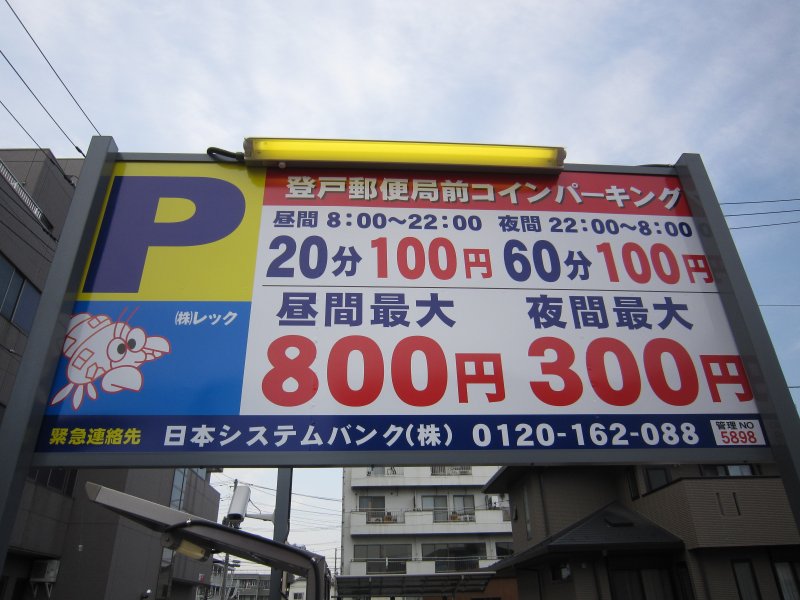 P
登戸郵便局前コインパーキング
昼間 8:00〜22:00 夜間 22:00〜8:00
20分100円 60分100円
昼間最大 夜間最大
800円 300円
(株)レック
緊急連絡先 日本システムバンク(株) 0120-162-088
管理NO
5898